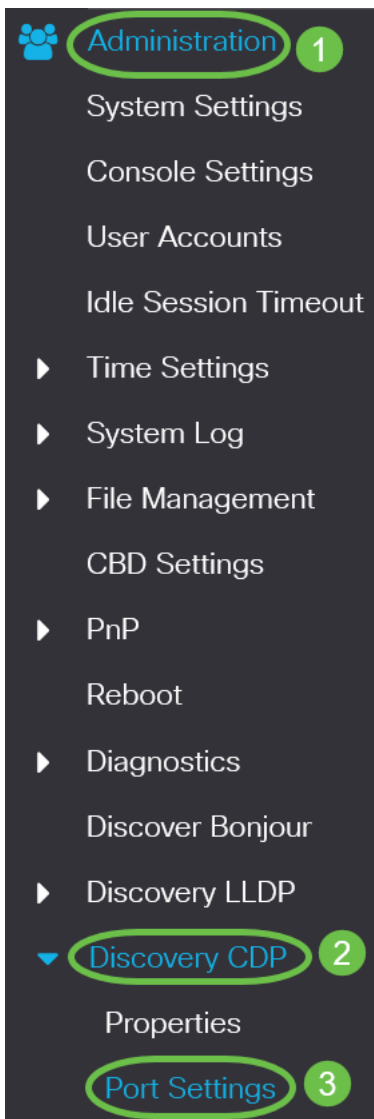 Administration 1
System Settings
Console Settings
User Accounts
Idle Session Timeout
Time Settings
System Log
File Management
CBD Settings
PnP
Reboot
Diagnostics
Discover Bonjour
Discovery LLDP
Discovery CDP 2
Properties
Port Settings 3